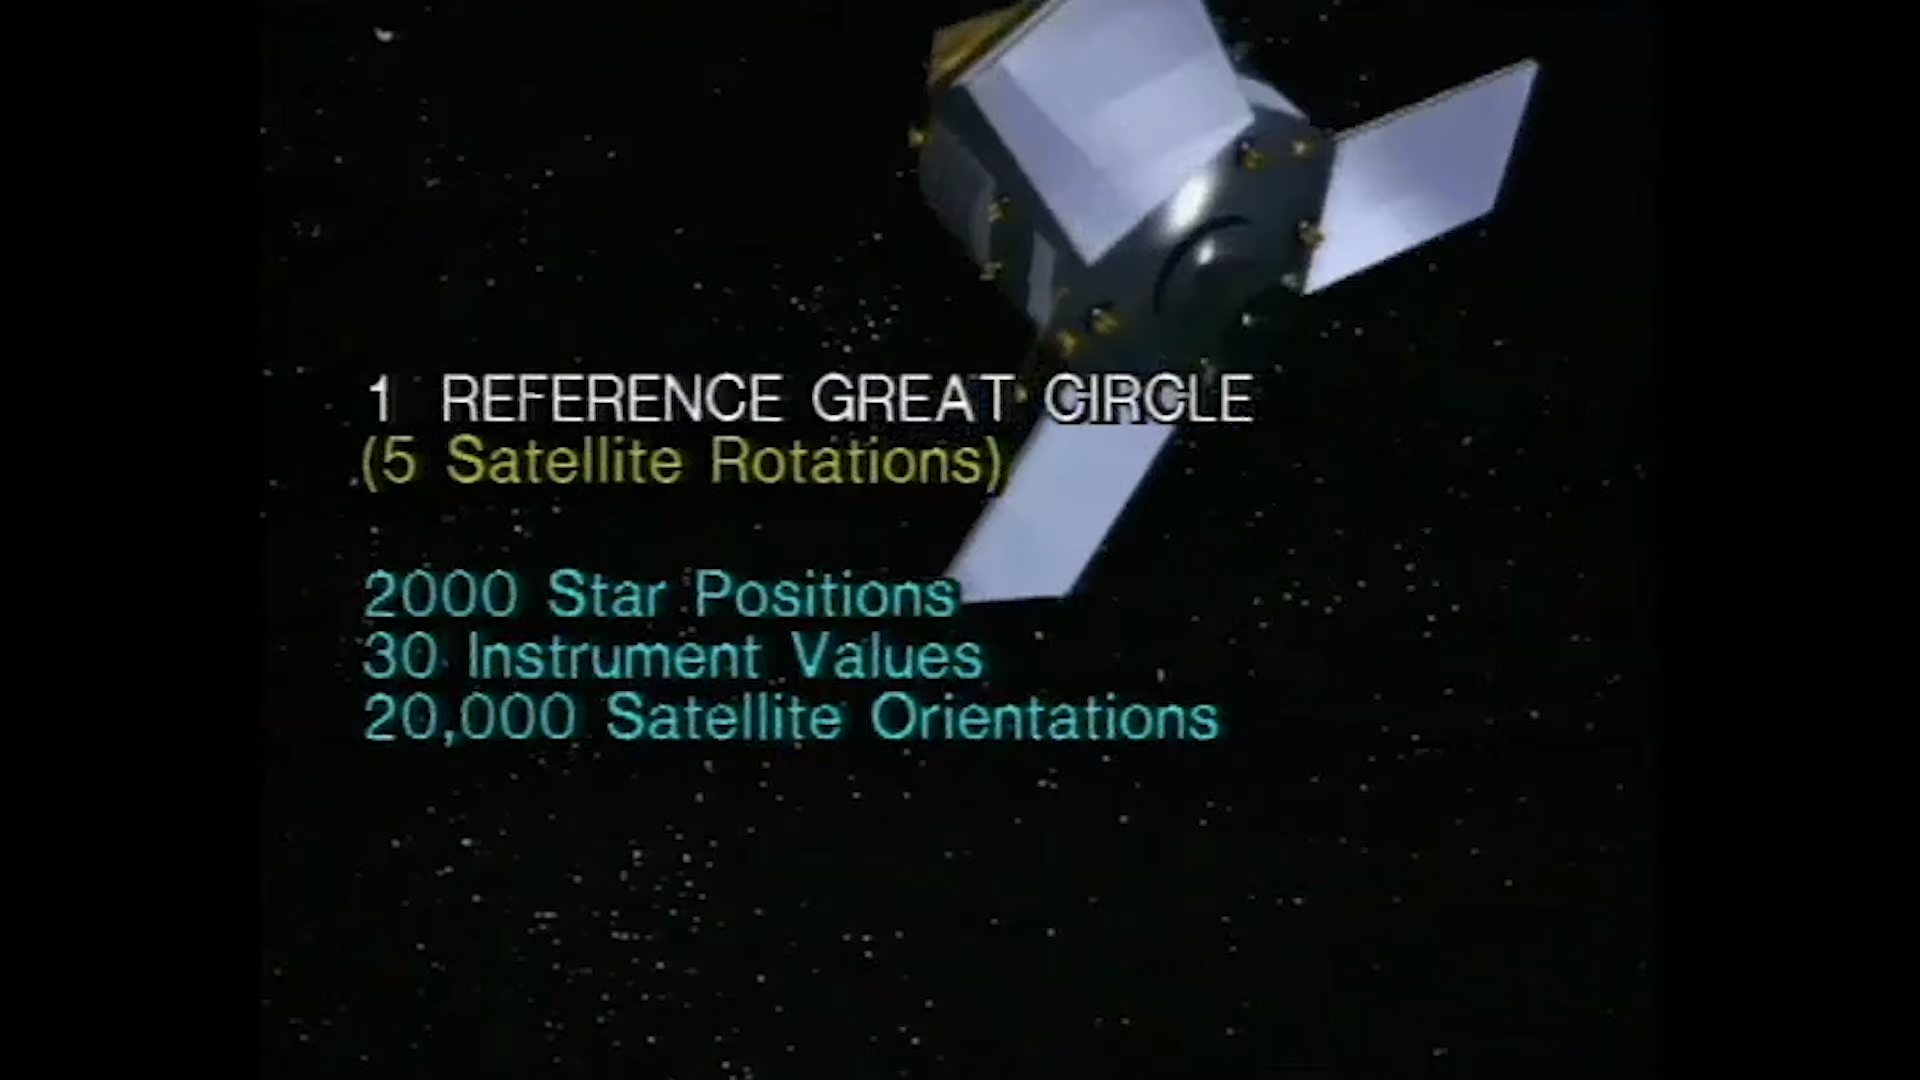 1 REFERENCE GREAT CIRCLE
(5 Satellite Rotations)
2000 Star Positions
30 Instrument Values
20,000 Satellite Orientations